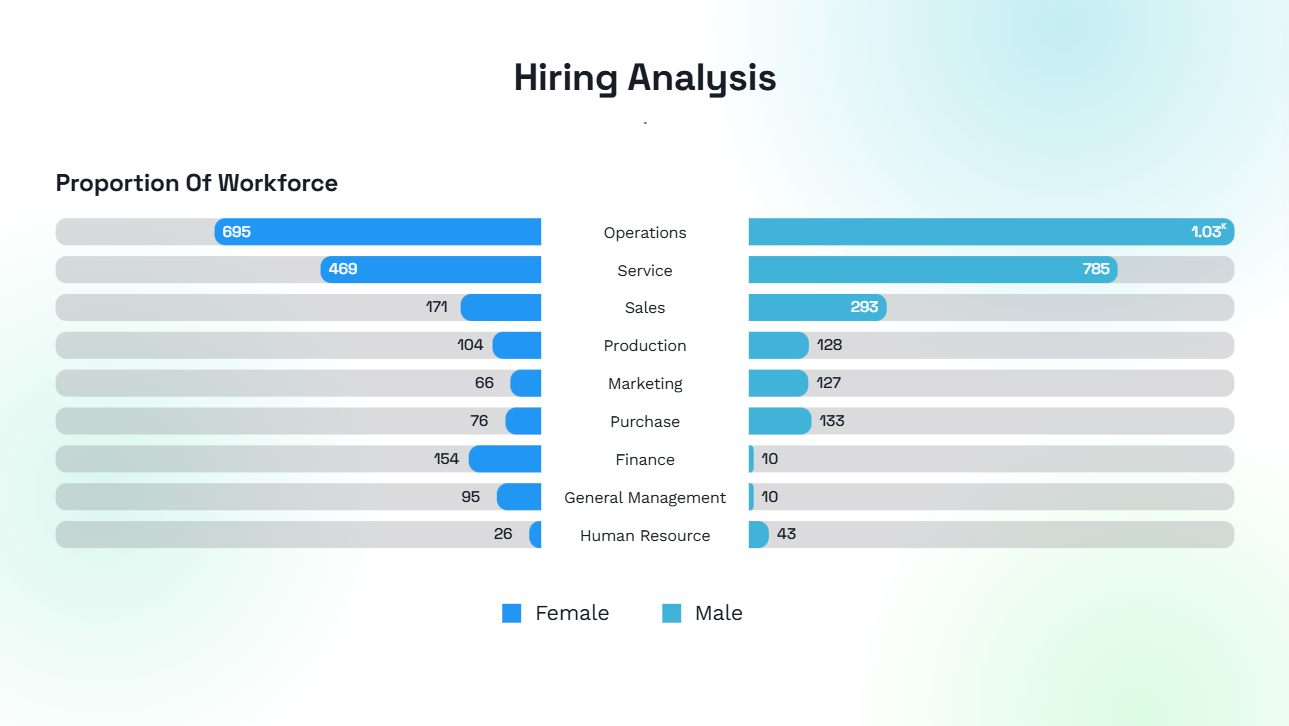 Hiring Analysis
.
Proportion Of Workforce
695 Operations 1.03K
469 Service 785
171 Sales 293
104 Production 128
66 Marketing 127
76 Purchase 133
154 Finance 10
95 General Management 10
26 Human Resource 43
Female Male